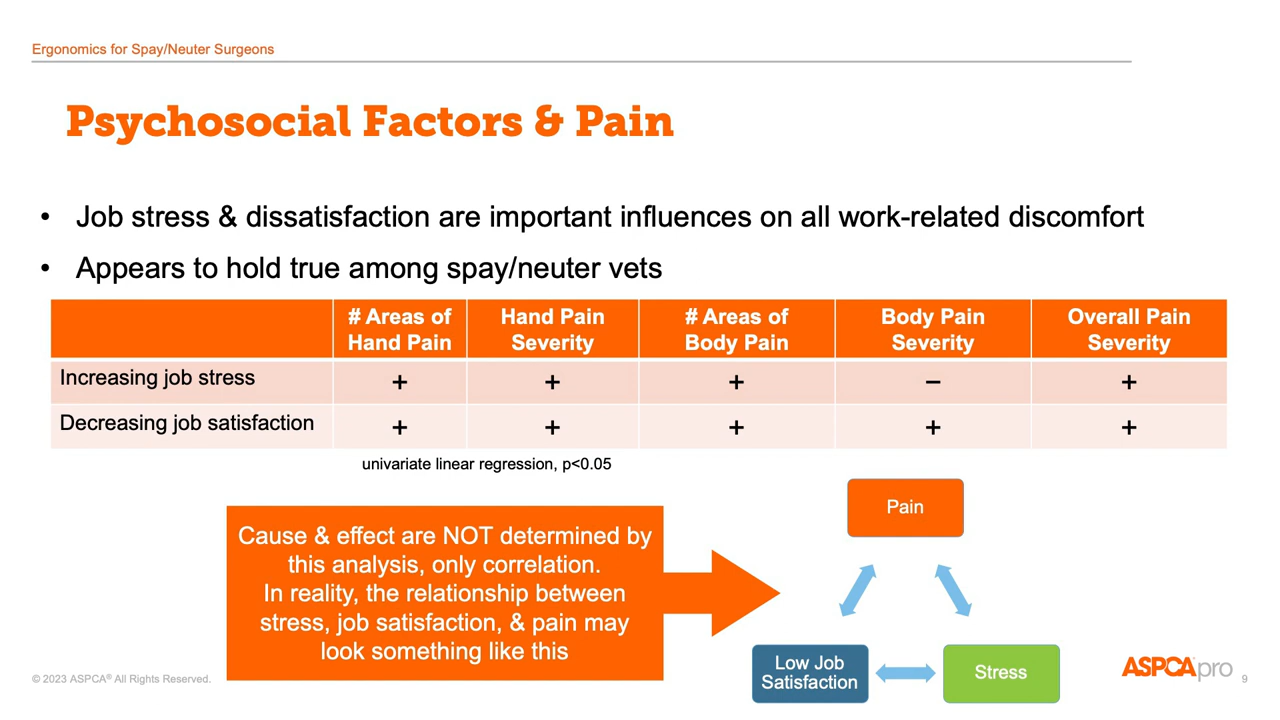 Ergonomics for Spay/Neuter Surgeons
Psychosocial Factors & Pain
• Job stress & dissatisfaction are important influences on all work-related discomfort
• Appears to hold true among spay/neuter vets
# Areas of Hand Pain
Hand Pain Severity
# Areas of Body Pain
Body Pain Severity
Overall Pain Severity
Increasing job stress + + + – +
Decreasing job satisfaction + + + + +
univariate linear regression, p<0.05
Cause & effect are NOT determined by
this analysis, only correlation.
In reality, the relationship between
stress, job satisfaction, & pain may
look something like this
Pain
Low Job
Satisfaction
Stress
© 2023 ASPCA® All Rights Reserved.
ASPCApro
9